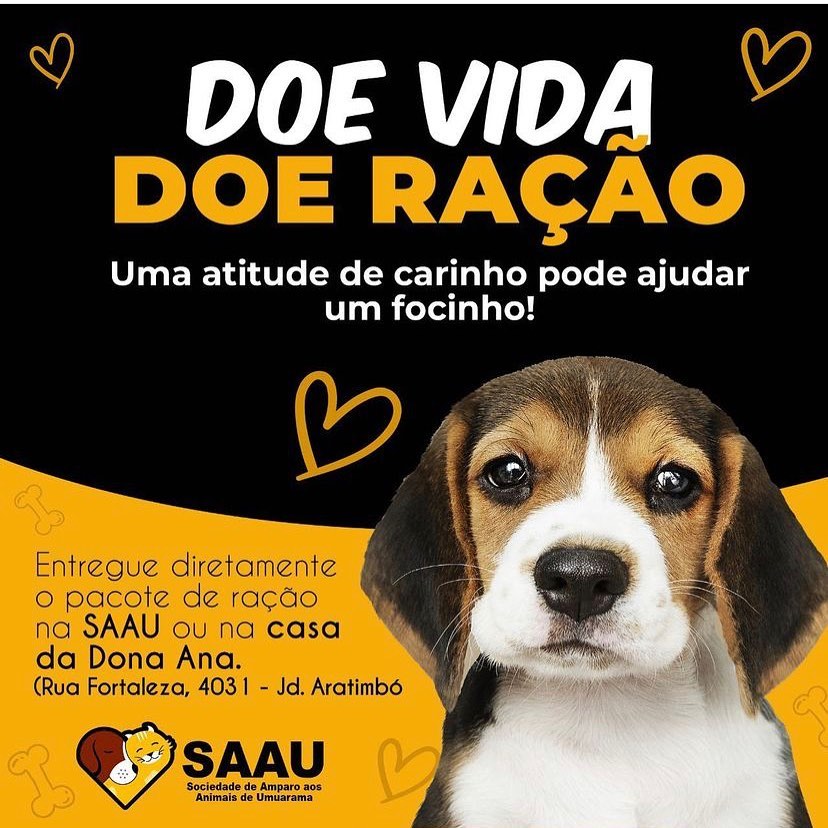 DOE VIDA
DOE RAÇÃO
Uma atitude de carinho pode ajudar
um focinho!
Entregue diretamente
o pacote de ração
na SAAU ou na casa
da Dona Ana.
(Rua Fortaleza, 4031 - Jd. Aratimbó
SAAU
Sociedade de Amparo aos
Animais de Umuarama